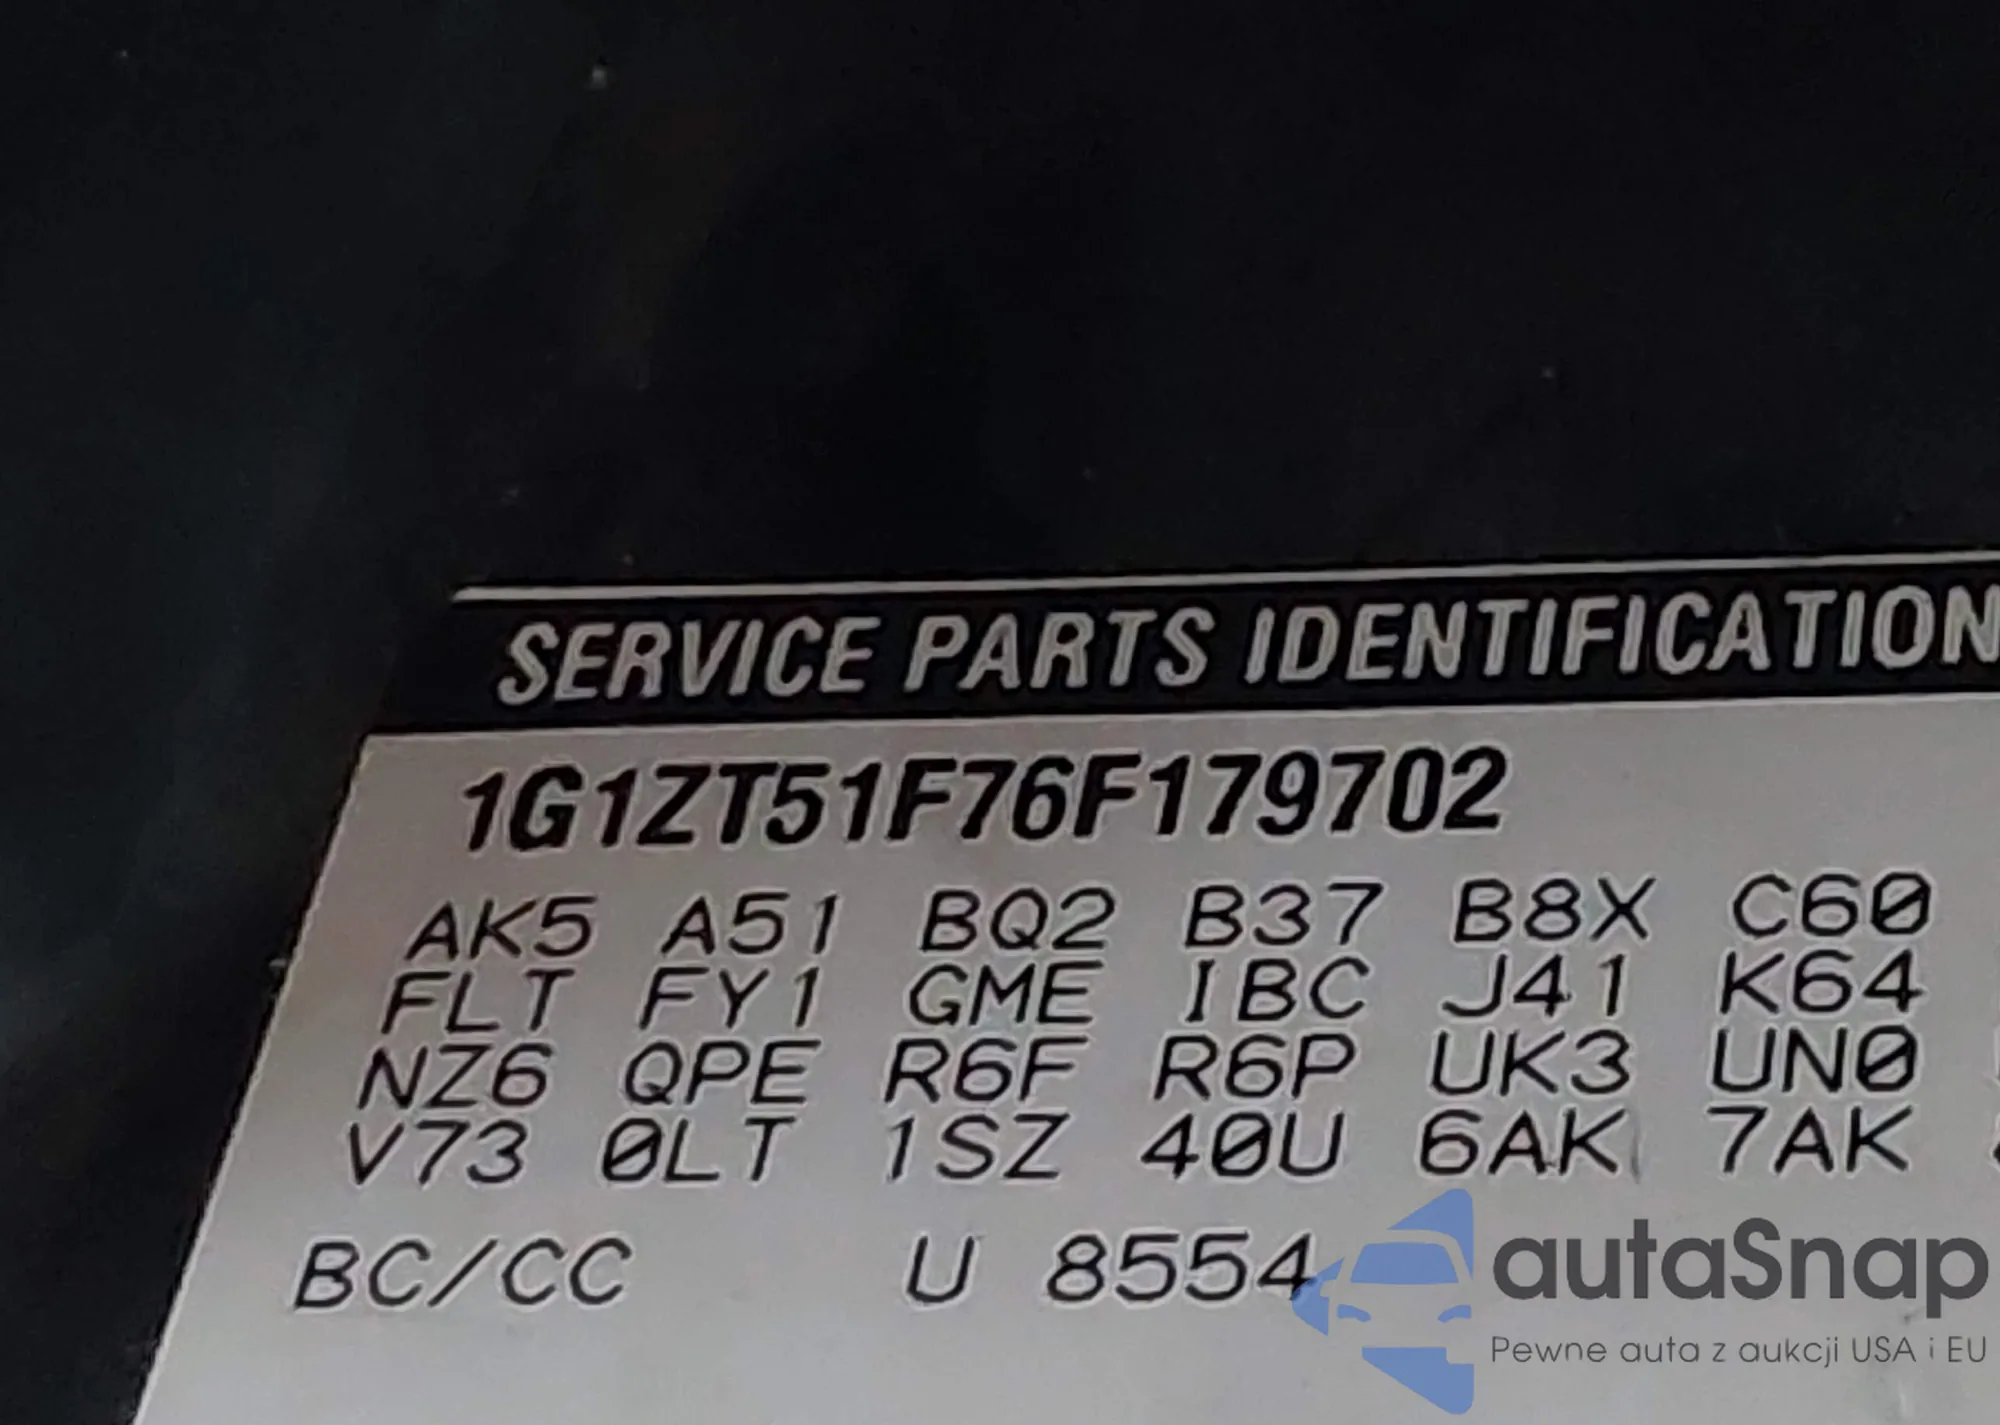 SERVICE PARTS IDENTIFICATION
1G1ZT51F76F179702
AK5 A51 BQ2 B37 B8X C60
FLT FY1 GME IBC J41 K64
NZ6 QPE R6F R6P UK3 UN0
V73 0LT 1SZ 40U 6AK 7AK
BC/CC U 8554
autaSnap
Pewne auta z aukcji USA i EU